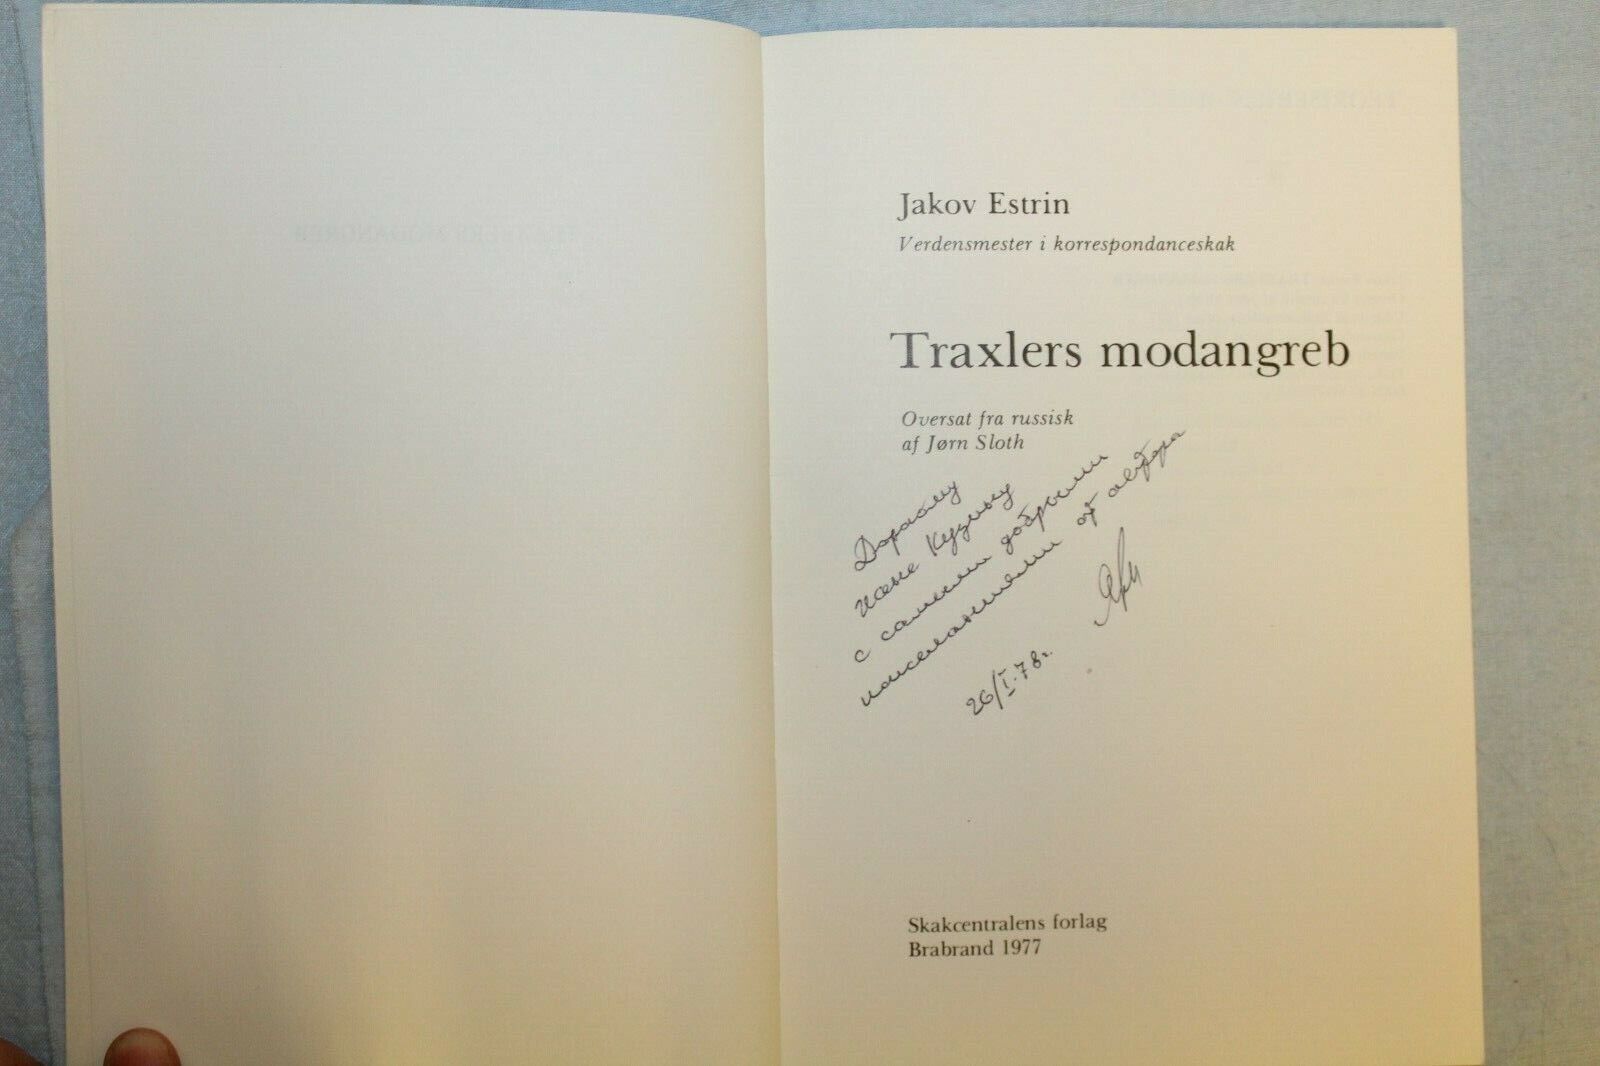 Jakov Estrin
Verdensmester i korrespondanceskak
Traxlers modangreb
Oversat fra russisk
af Jørn Sloth
Дорогому
Кузьмину
с самыми добрыми
пожеланиями от автора
26/I.78г.
Skakcentralens forlag
Brabrand 1977